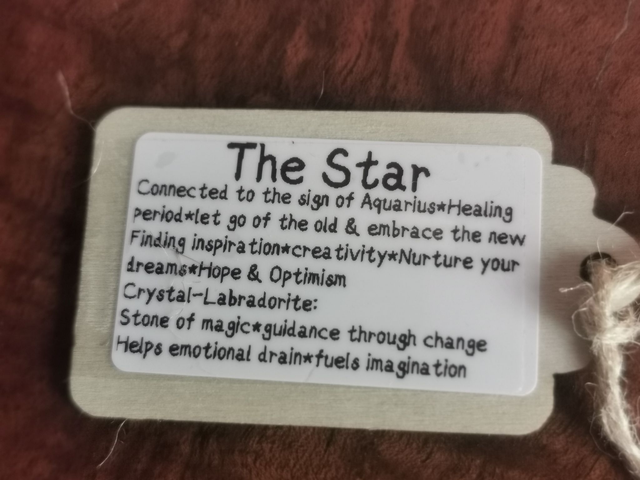 The Star
Connected to the sign of Aquarius*Healing
period*let go of the old & embrace the new
Finding inspiration*creativity*Nurture your
dreams*Hope & Optimism
Crystal-Labradorite:
Stone of magic*guidance through change
Helps emotional drain*fuels imagination